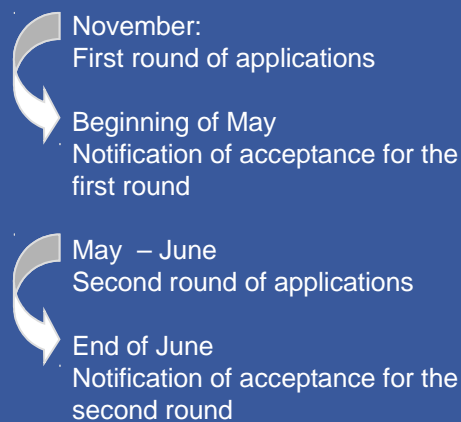 November:
First round of applications
Beginning of May
Notification of acceptance for the
first round
May – June
Second round of applications
End of June
Notification of acceptance for the
second round